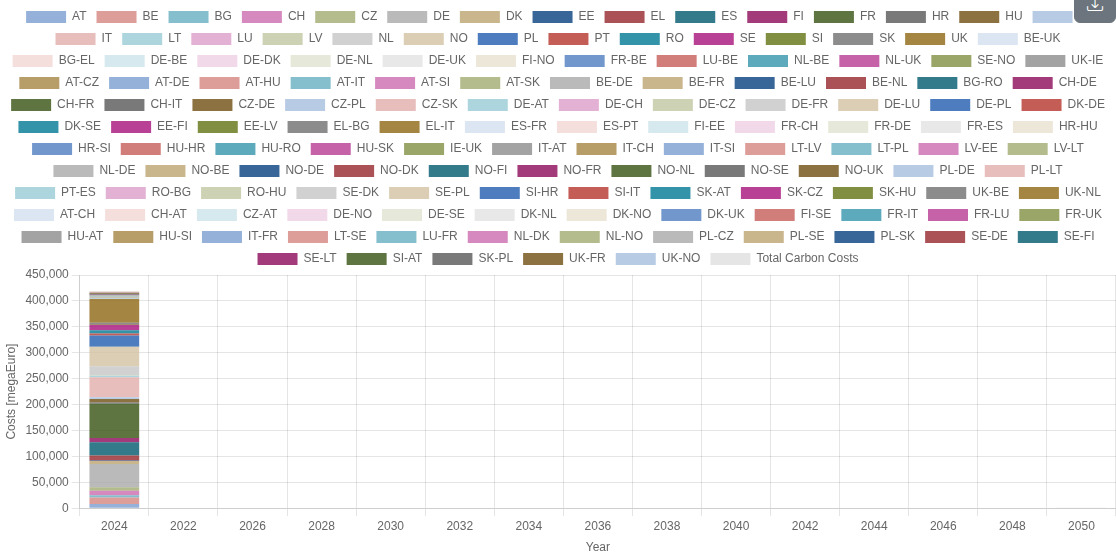 AT BE BG CH CZ DE DK EE EL ES FI FR HR HU
IT LT LU LV NL NO PL PT RO SE SI SK UK BE-UK
BG-EL DE-BE DE-DK DE-NL DE-UK FI-NO FR-BE LU-BE NL-BE NL-UK SE-NO UK-IE
AT-CZ AT-DE AT-HU AT-IT AT-SI AT-SK BE-DE BE-FR BE-LU BE-NL BG-RO CH-DE
CH-FR CH-IT CZ-DE CZ-PL CZ-SK DE-AT DE-CH DE-CZ DE-FR DE-LU DE-PL DK-DE
DK-SE EE-FI EE-LV EL-BG EL-IT ES-FR ES-PT FI-EE FR-CH FR-DE FR-ES HR-HU
HR-SI HU-HR HU-RO HU-SK IE-UK IT-AT IT-CH IT-SI LT-LV LT-PL LV-EE LV-LT
NL-DE NO-BE NO-DE NO-DK NO-FI NO-FR NO-NL NO-SE NO-UK PL-DE PL-LT
PT-ES RO-BG RO-HU SE-DK SE-PL SI-HR SI-IT SK-AT SK-CZ SK-HU UK-BE UK-NL
AT-CH CH-AT CZ-AT DE-NO DE-SE DK-NL DK-NO DK-UK FI-SE FR-IT FR-LU FR-UK
HU-AT HU-SI IT-FR LT-SE LU-FR NL-DK NL-NO PL-CZ PL-SE PL-SK SE-DE SE-FI
SE-LT SI-AT SK-PL UK-FR UK-NO Total Carbon Costs
450,000
400,000
350,000
300,000
250,000
200,000
150,000
100,000
50,000
0
Costs [megaEuro]
2024 2022 2026 2028 2030 2032 2034 2036 2038 2040 2042 2044 2046 2048 2050
Year